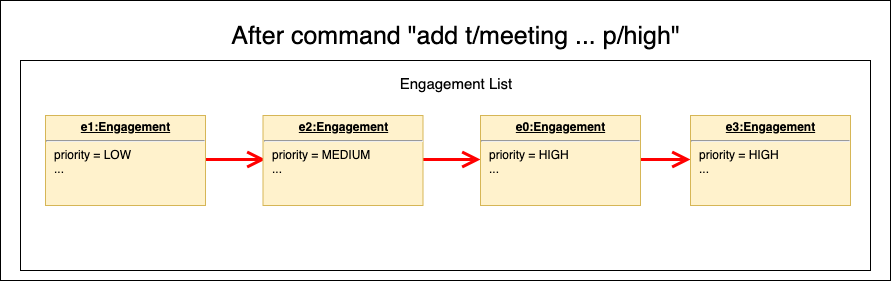 After command "add t/meeting ... p/high"
Engagement List
e1:Engagement
priority = LOW
...
e2:Engagement
priority = MEDIUM
...
e0:Engagement
priority = HIGH
...
e3:Engagement
priority = HIGH
...